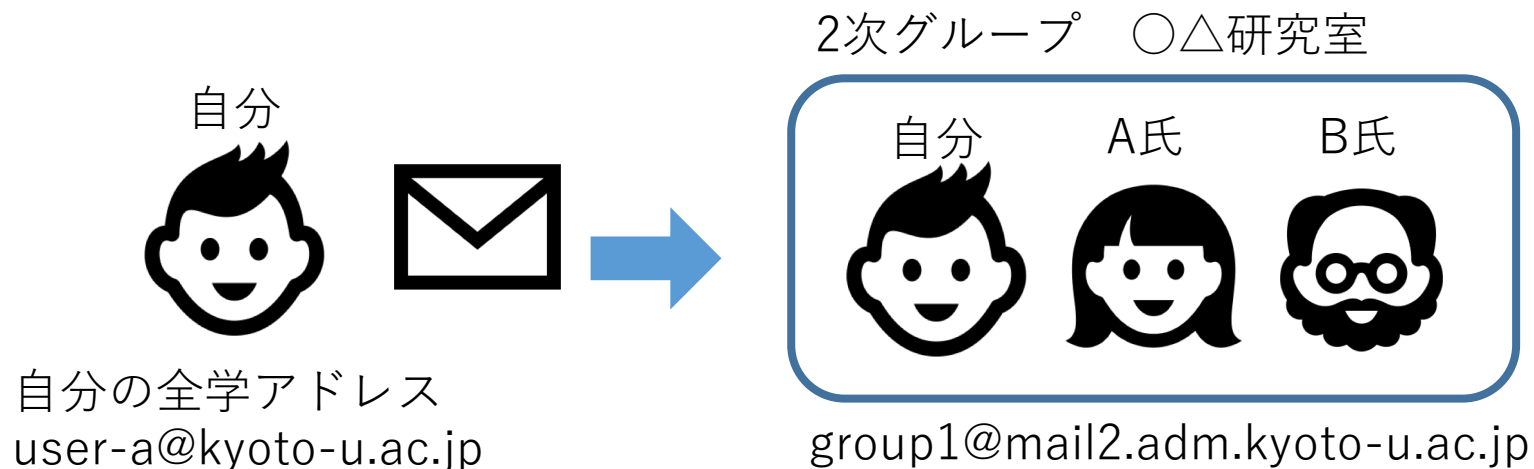 2次グループ　○△研究室
自分
自分
A氏
B氏
自分の全学アドレス
user-a@kyoto-u.ac.jp
group1@mail2.adm.kyoto-u.ac.jp